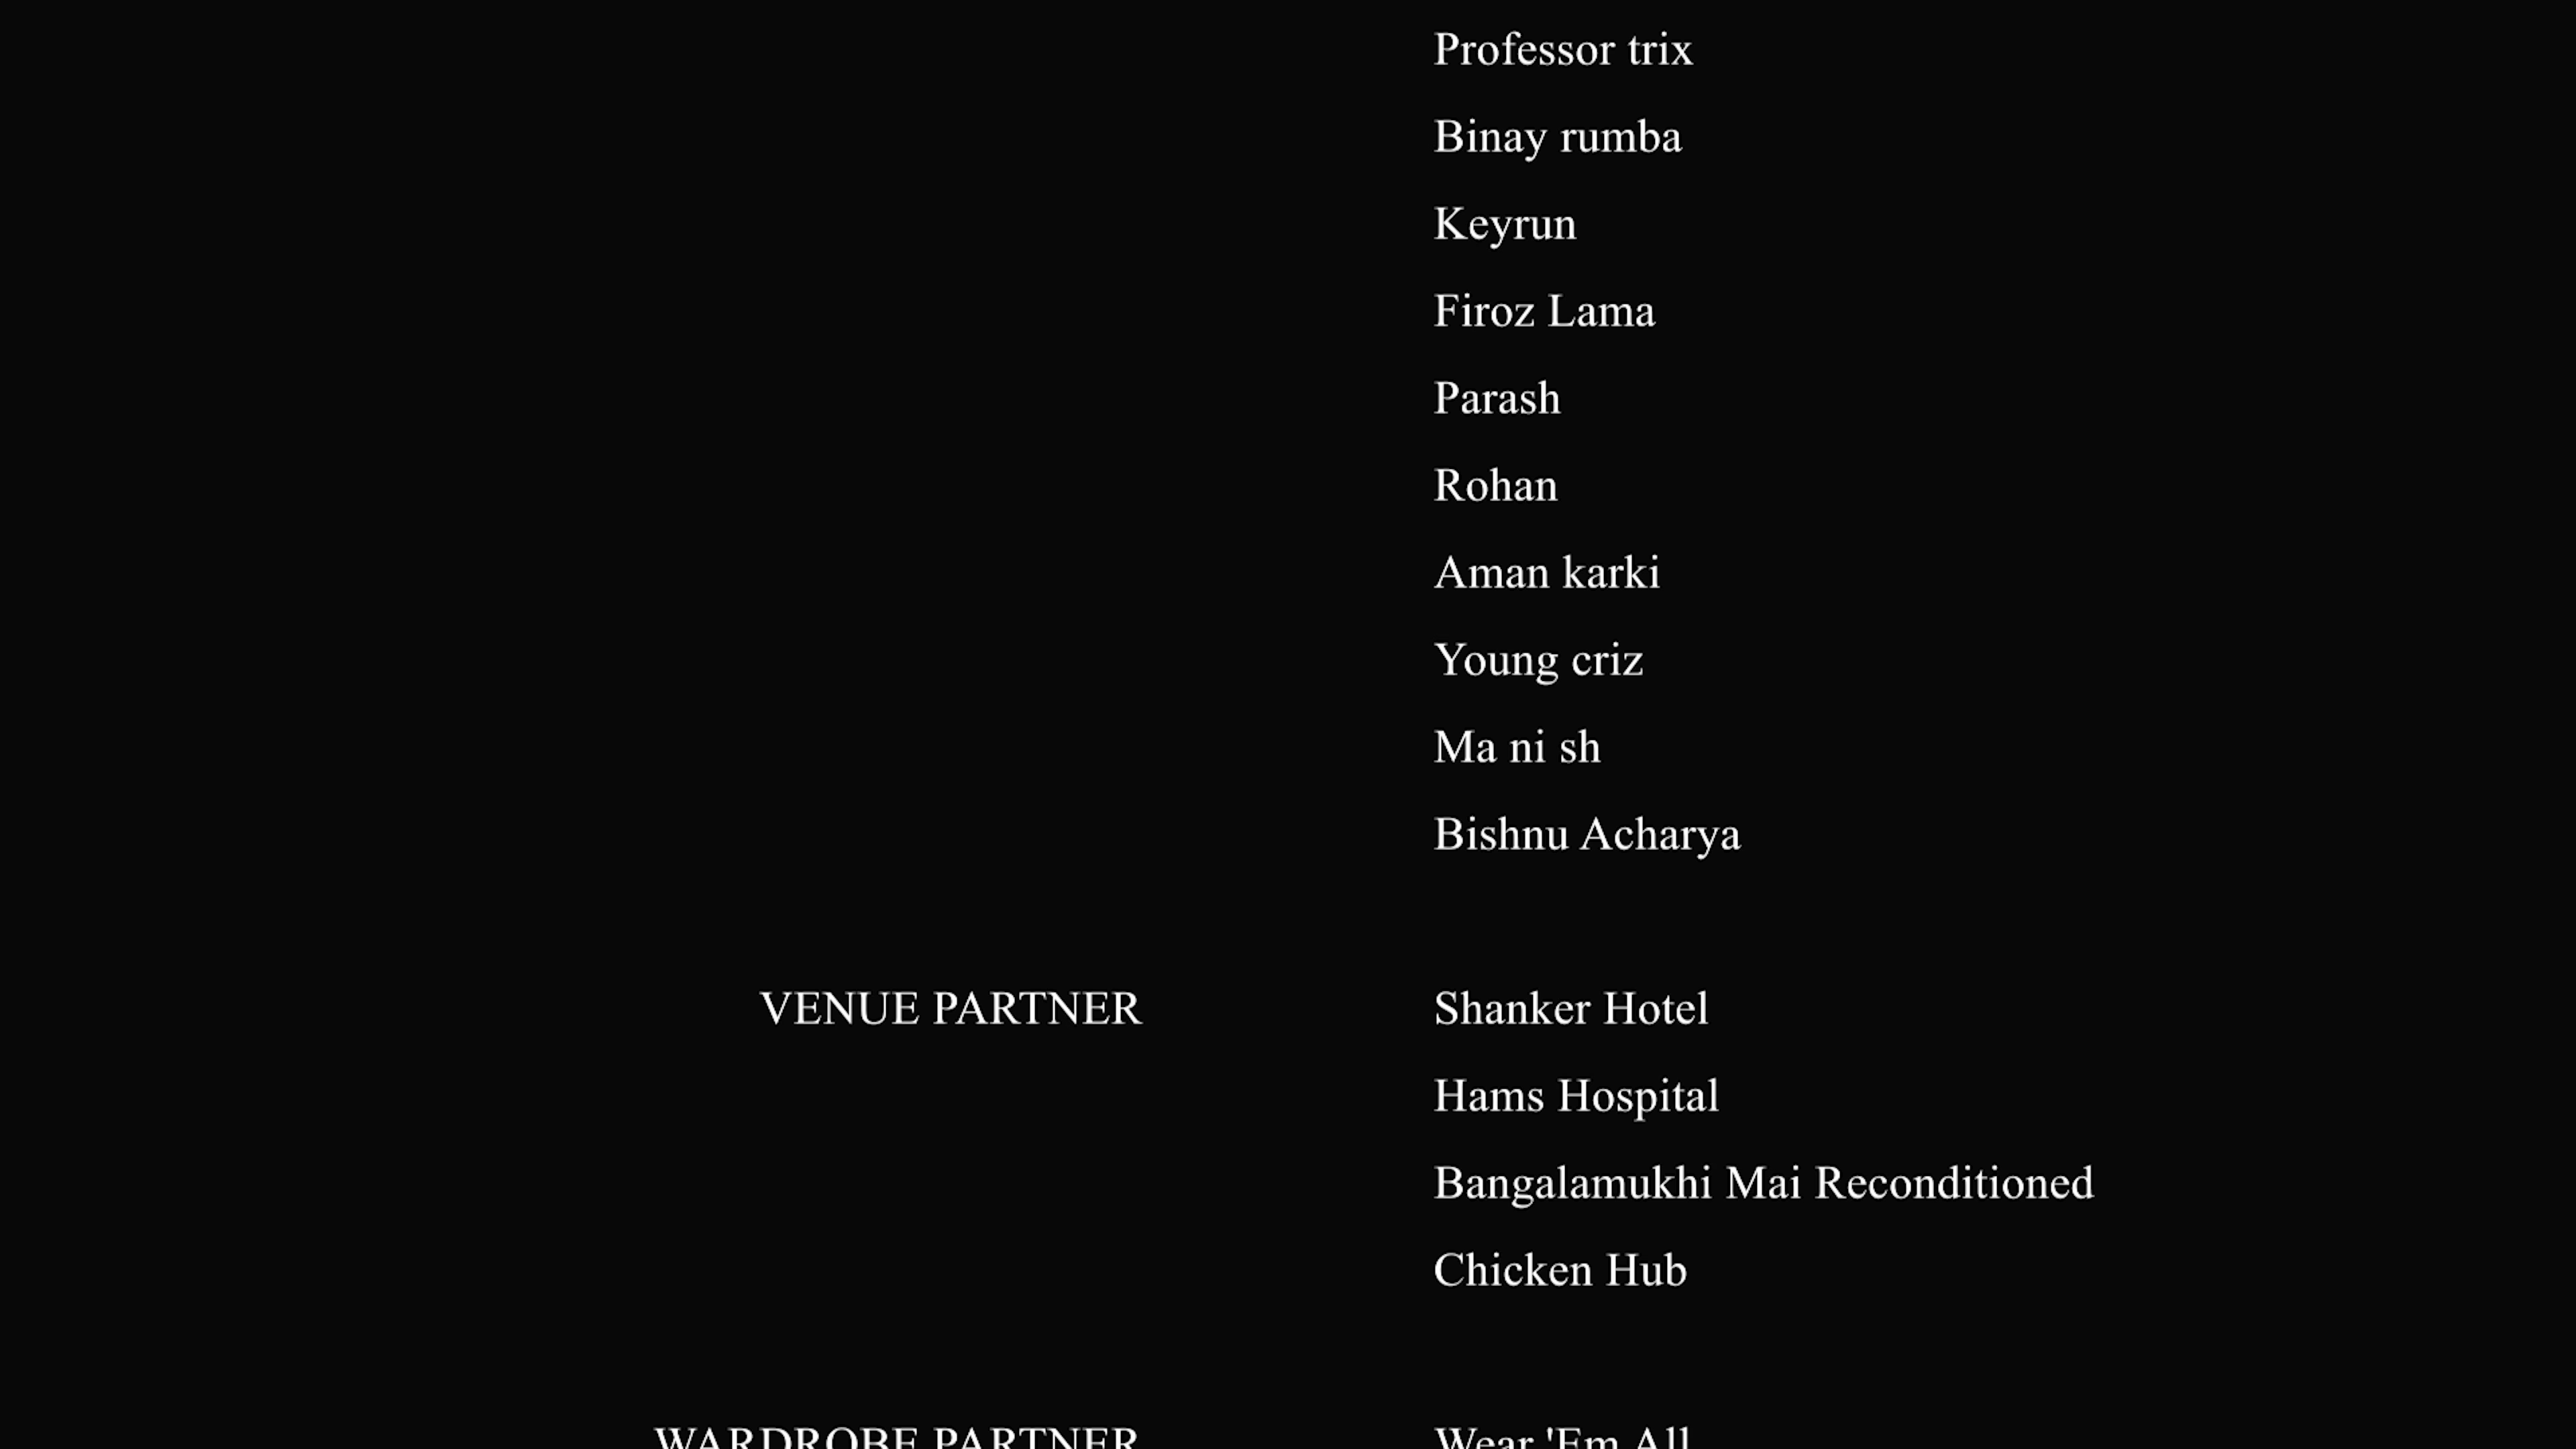 Professor trix
Binay rumba
Keyrun
Firoz Lama
Parash
Rohan
Aman karki
Young criz
Ma ni sh
Bishnu Acharya
VENUE PARTNER Shanker Hotel
Hams Hospital
Bangalamukhi Mai Reconditioned
Chicken Hub
WARDROBE PARTNER Wear 'Em All